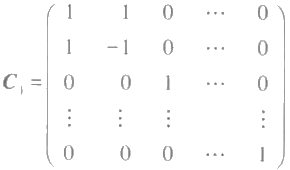 C₁ =
1 1 0 ⋯ 0
1 −1 0 ⋯ 0
0 0 1 ⋯ 0
⋮ ⋮ ⋮ ⋮
0 0 0 ⋯ 1